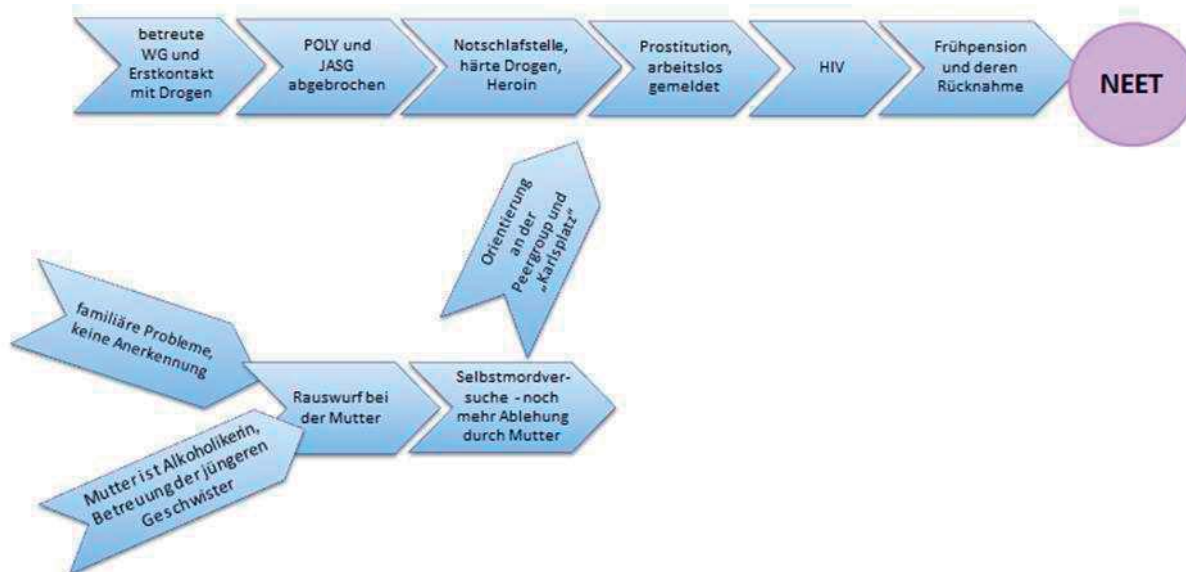 betreute
WG und
Erstkontakt
mit Drogen
POLY und
JASG
abgebrochen
Notschlafstelle,
härte Drogen,
Heroin
Prostitution,
arbeitslos
gemeldet
HIV
Frühpension
und deren
Rücknahme
NEET
Orientierung
an der
Peergroup und
„Karlsplatz“
familiäre Probleme,
keine Anerkennung
Rauswurf bei
der Mutter
Selbstmordver-
suche - noch
mehr Ablehung
durch Mutter
Mutter ist Alkoholikerin,
Betreuung der jüngeren
Geschwister